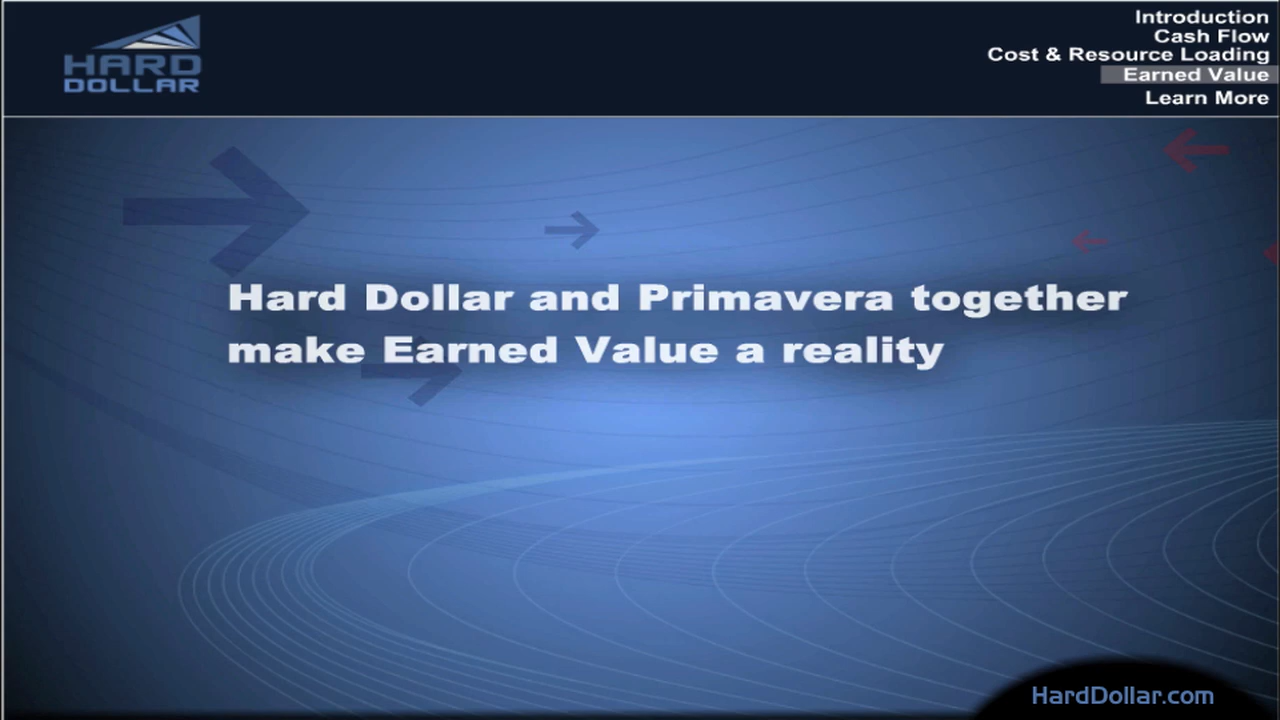 HARD
DOLLAR
Introduction
Cash Flow
Cost & Resource Loading
Earned Value
Learn More
Hard Dollar and Primavera together
make Earned Value a reality
HardDollar.com